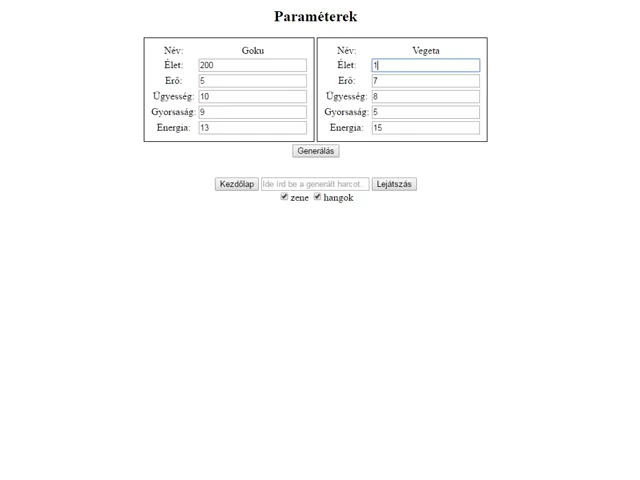 Paraméterek
Név: Goku
Élet: 200
Erő: 5
Ügyesség: 10
Gyorsaság: 9
Energia: 13
Név: Vegeta
Élet: 1
Erő: 7
Ügyesség: 8
Gyorsaság: 5
Energia: 15
Generálás
Kezdőlap Ide írd be a generált harcot. Lejátszás
zene hangok